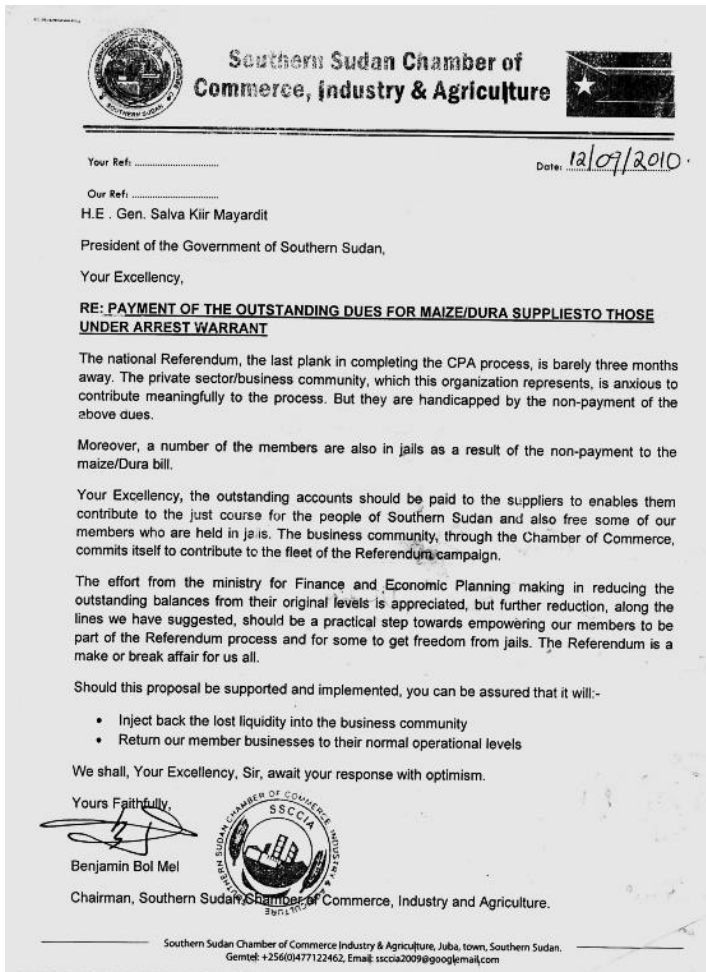 Southern Sudan Chamber of
Commerce, Industry & Agriculture
Your Ref: ................................
Date: 12/09/2010.
Our Ref: ................................
H.E . Gen. Salva Kiir Mayardit
President of the Government of Southern Sudan,
Your Excellency,
RE: PAYMENT OF THE OUTSTANDING DUES FOR MAIZE/DURA SUPPLIESTO THOSE
UNDER ARREST WARRANT
The national Referendum, the last plank in completing the CPA process, is barely three months
away. The private sector/business community, which this organization represents, is anxious to
contribute meaningfully to the process. But they are handicapped by the non-payment of the
above dues.
Moreover, a number of the members are also in jails as a result of the non-payment to the
maize/Dura bill.
Your Excellency, the outstanding accounts should be paid to the suppliers to enables them
contribute to the just course for the people of Southern Sudan and also free some of our
members who are held in jails. The business community, through the Chamber of Commerce,
commits itself to contribute to the fleet of the Referendum campaign.
The effort from the ministry for Finance and Economic Planning making in reducing the
outstanding balances from their original levels is appreciated, but further reduction, along the
lines we have suggested, should be a practical step towards empowering our members to be
part of the Referendum process and for some to get freedom from jails. The Referendum is a
make or break affair for us all.
Should this proposal be supported and implemented, you can be assured that it will:-
• Inject back the lost liquidity into the business community
• Return our member businesses to their normal operational levels
We shall, Your Excellency, Sir, await your response with optimism.
Yours Faithfully,
SOUTHERN SUDAN CHAMBER OF COMMERCE INDUSTRY & AGRICULTURE
SSCCIA
Benjamin Bol Mel
Chairman, Southern Sudan Chamber of Commerce, Industry and Agriculture.
Southern Sudan Chamber of Commerce Industry & Agriculture, Juba, town, Southern Sudan.
Gemtel: +256(0)477122462, Email: ssccia2009@googlemail.com